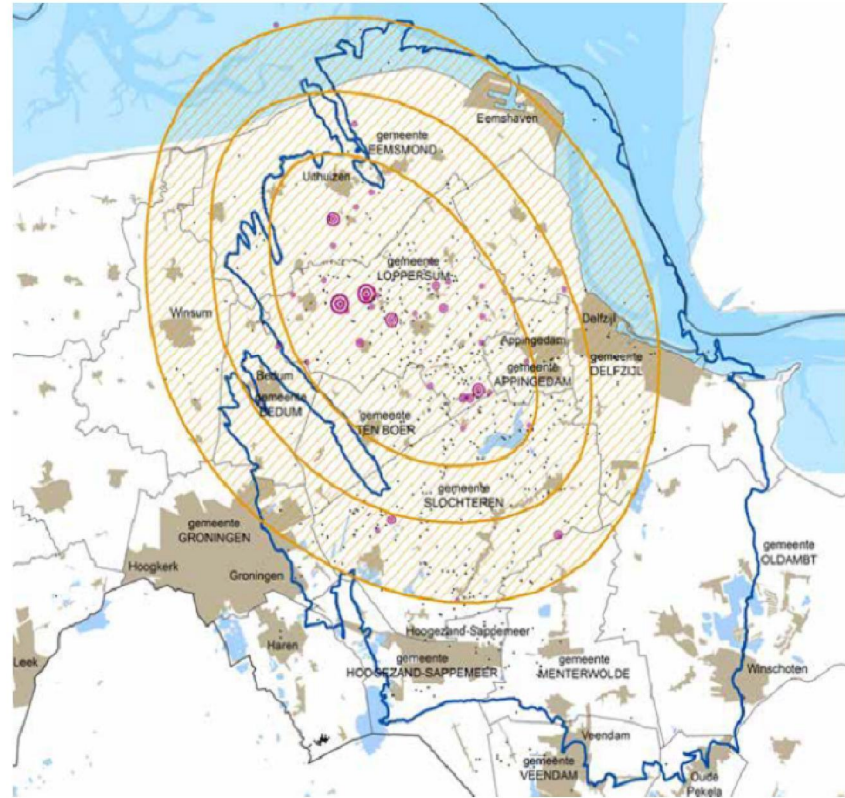 Eemshaven
gemeente
EEMSMOND
Uithuizen
gemeente
LOPPERSUM
Winsum
Delfzijl
Appingedam
gemeente
DELFZIJL
gemeente
APPINGEDAM
Bedum
gemeente
BEDUM
gemeente
TEN BOER
gemeente
SLOCHTEREN
gemeente
GRONINGEN
gemeente
OLDAMBT
Hoogkerk
Groningen
Hoogezand-Sappemeer
Haren
Leek
gemeente
HOOGEZAND-SAPPEMEER
gemeente
MENTERWOLDE
Winschoten
Veendam
gemeente
VEENDAM
Oude
Pekela